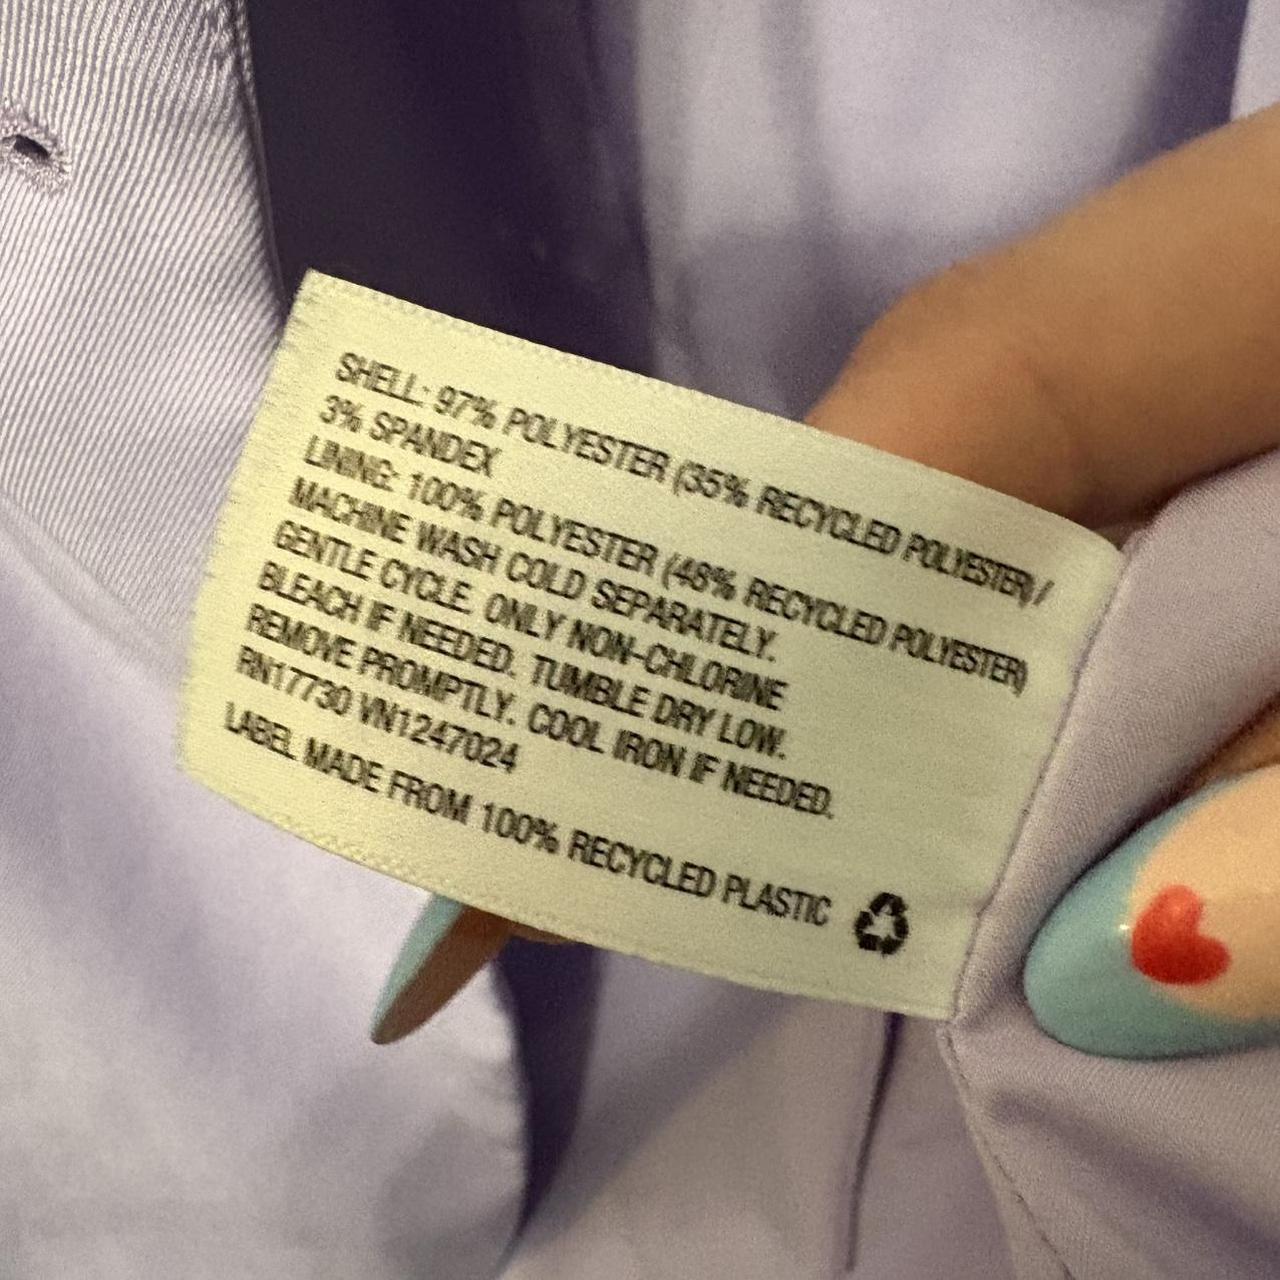 SHELL: 97% POLYESTER (35% RECYCLED POLYESTER) /
3% SPANDEX
LINING: 100% POLYESTER (48% RECYCLED POLYESTER)
MACHINE WASH COLD SEPARATELY.
GENTLE CYCLE. ONLY NON-CHLORINE
BLEACH IF NEEDED. TUMBLE DRY LOW.
REMOVE PROMPTLY. COOL IRON IF NEEDED.
RN17730 VN1247024
LABEL MADE FROM 100% RECYCLED PLASTIC